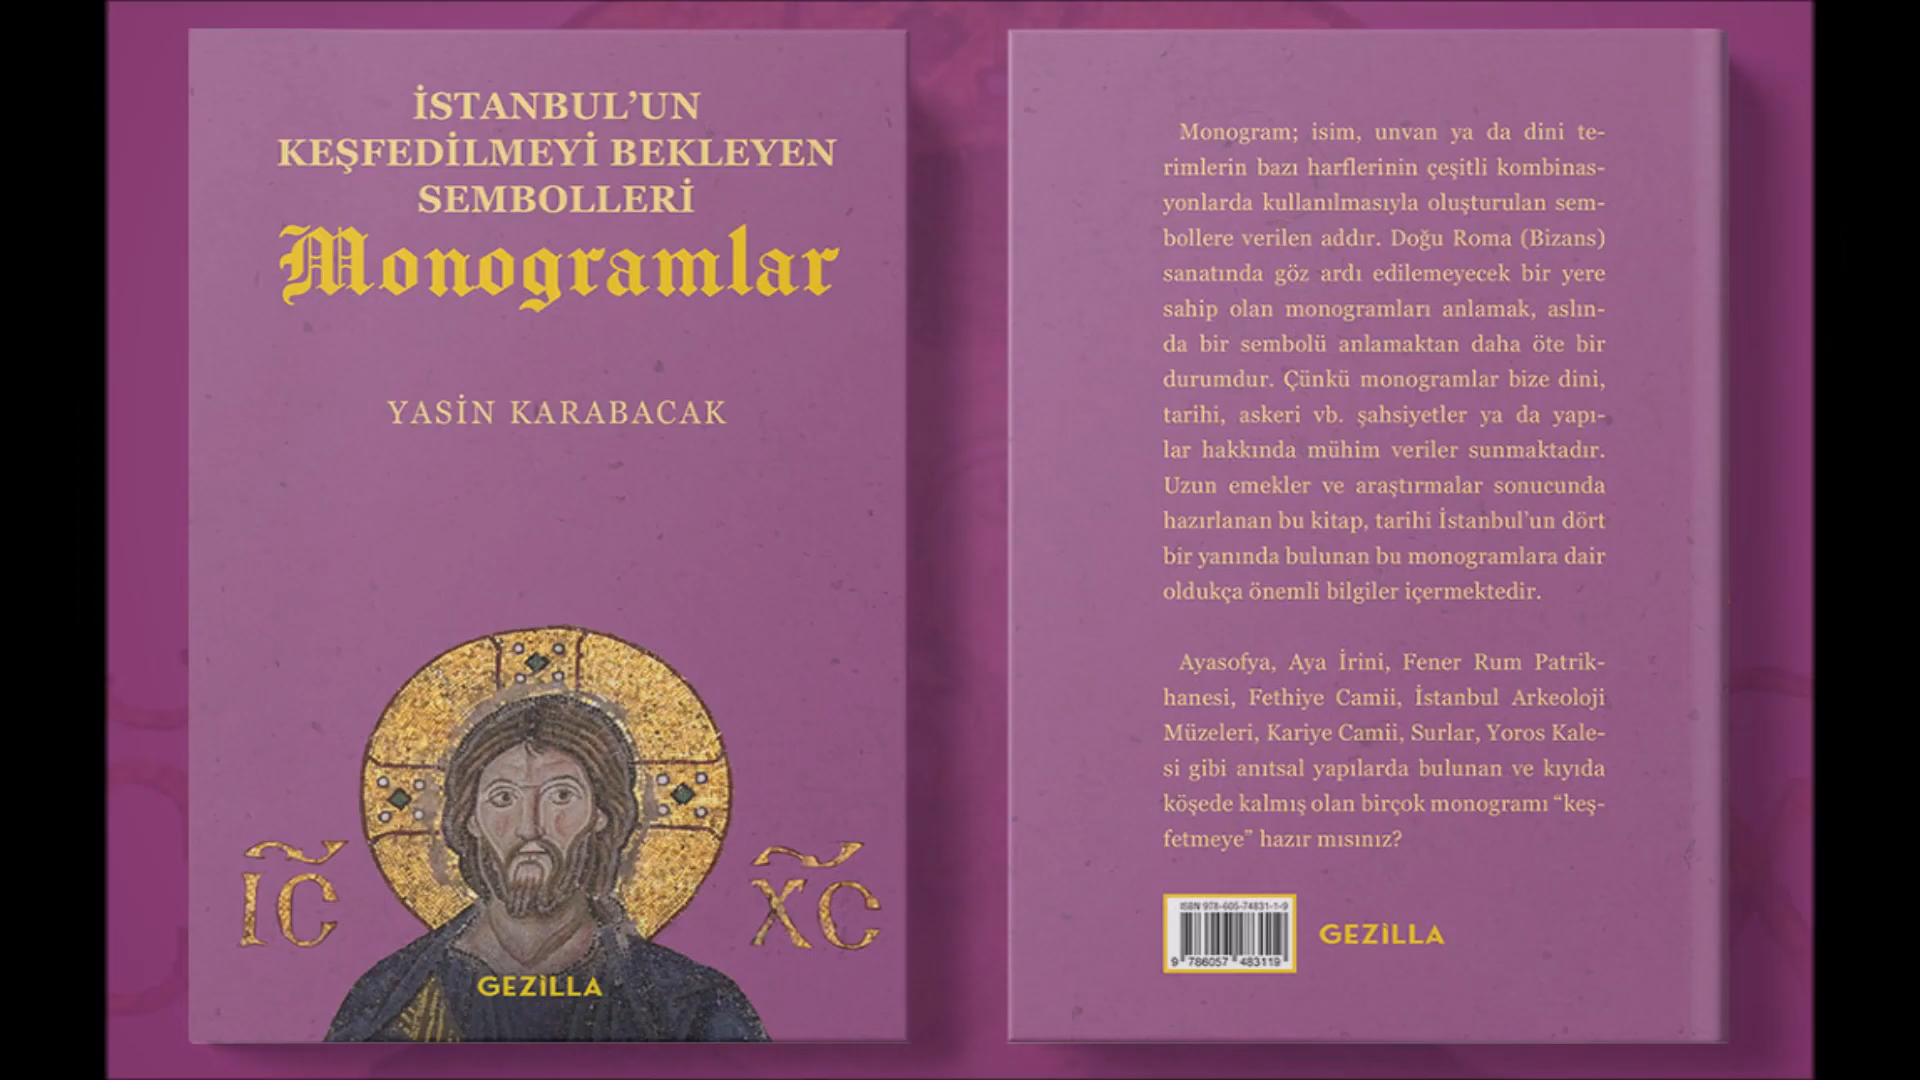 İSTANBUL’UN
KEŞFEDİLMEYİ BEKLEYEN
SEMBOLLERİ
Monogramlar
YASİN KARABACAK
IC
XC
GEZİLLA
Monogram; isim, unvan ya da dini te-
rimlerin bazı harflerinin çeşitli kombinas-
yonlarda kullanılmasıyla oluşturulan sem-
bollere verilen addır. Doğu Roma (Bizans)
sanatında göz ardı edilemeyecek bir yere
sahip olan monogramları anlamak, aslın-
da bir sembolü anlamaktan daha öte bir
durumdur. Çünkü monogramlar bize dini,
tarihi, askeri vb. şahsiyetler ya da yapı-
lar hakkında mühim veriler sunmaktadır.
Uzun emekler ve araştırmalar sonucunda
hazırlanan bu kitap, tarihi İstanbul’un dört
bir yanında bulunan bu monogramlara dair
oldukça önemli bilgiler içermektedir.
Ayasofya, Aya İrini, Fener Rum Patrik-
hanesi, Fethiye Camii, İstanbul Arkeoloji
Müzeleri, Kariye Camii, Surlar, Yoros Kale-
si gibi anıtsal yapılarda bulunan ve kıyıda
köşede kalmış olan birçok monogramı “keş-
fetmeye” hazır mısınız?
ISBN 978-605-74831-1-9
9 786057 483119
GEZİLLA